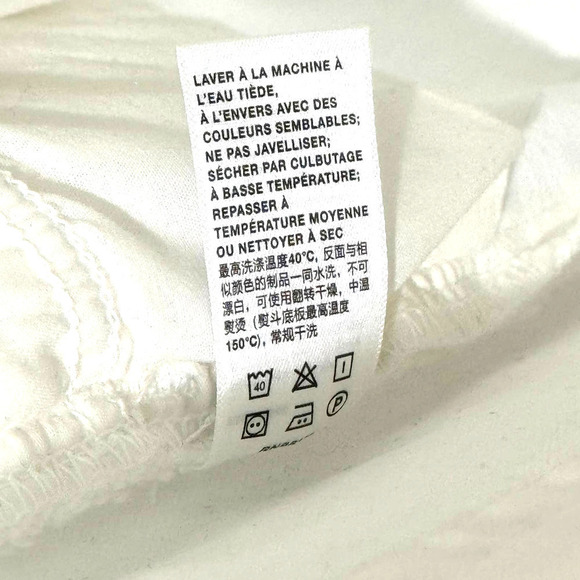 LAVER À LA MACHINE À
L'EAU TIÈDE,
À L'ENVERS AVEC DES
COULEURS SEMBLABLES;
NE PAS JAVELLISER;
SÉCHER PAR CULBUTAGE
À BASSE TEMPÉRATURE;
REPASSER À
TEMPÉRATURE MOYENNE
OU NETTOYER À SEC
最高洗涤温度40°C, 反面与相
似颜色的制品一同水洗, 不可
漂白, 可使用翻转干燥, 中温
熨烫 (熨斗底板最高温度
150°C), 常规干洗
40
P